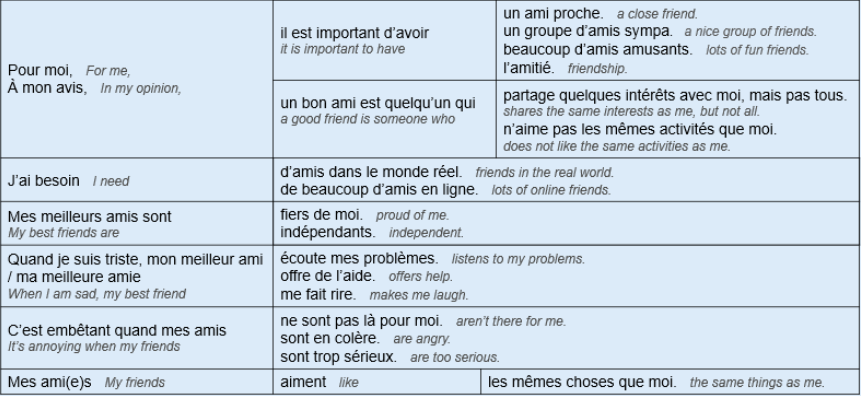 Pour moi, For me,
À mon avis, In my opinion,
il est important d'avoir
it is important to have
un ami proche. a close friend.
un groupe d'amis sympa. a nice group of friends.
beaucoup d'amis amusants. lots of fun friends.
l'amitié. friendship.
un bon ami est quelqu'un qui
a good friend is someone who
partage quelques intérêts avec moi, mais pas tous.
shares the same interests as me, but not all.
n'aime pas les mêmes activités que moi.
does not like the same activities as me.
J'ai besoin I need
d'amis dans le monde réel. friends in the real world.
de beaucoup d'amis en ligne. lots of online friends.
Mes meilleurs amis sont
My best friends are
fiers de moi. proud of me.
indépendants. independent.
Quand je suis triste, mon meilleur ami
/ ma meilleure amie
When I am sad, my best friend
écoute mes problèmes. listens to my problems.
offre de l'aide. offers help.
me fait rire. makes me laugh.
C'est embêtant quand mes amis
It's annoying when my friends
ne sont pas là pour moi. aren't there for me.
sont en colère. are angry.
sont trop sérieux. are too serious.
Mes ami(e)s My friends
aiment like
les mêmes choses que moi. the same things as me.